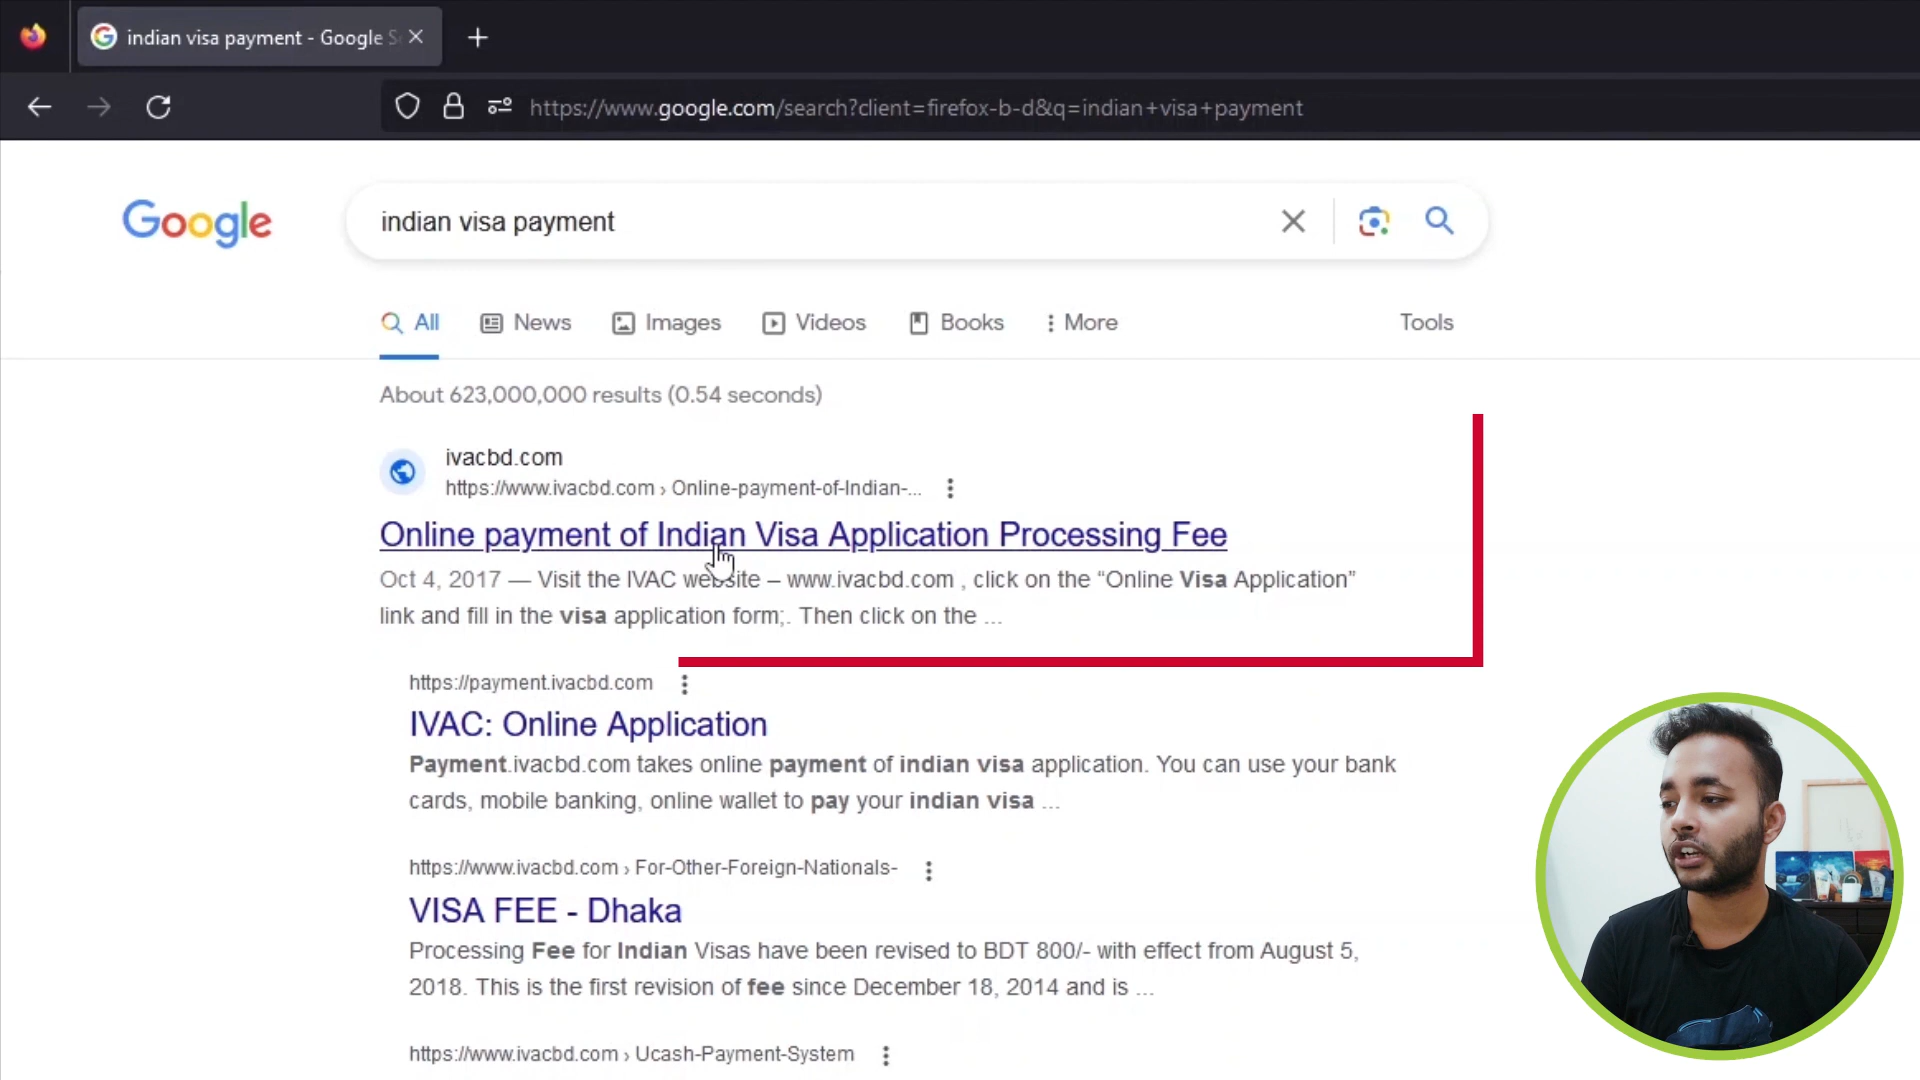 indian visa payment - Google S
https://www.google.com/search?client=firefox-b-d&q=indian+visa+payment
Google
indian visa payment
All News Images Videos Books More Tools
About 623,000,000 results (0.54 seconds)
ivacbd.com
https://www.ivacbd.com › Online-payment-of-Indian-...
Online payment of Indian Visa Application Processing Fee
Oct 4, 2017 — Visit the IVAC website – www.ivacbd.com , click on the “Online Visa Application”
link and fill in the visa application form;. Then click on the ...
https://payment.ivacbd.com
IVAC: Online Application
Payment.ivacbd.com takes online payment of indian visa application. You can use your bank
cards, mobile banking, online wallet to pay your indian visa ...
https://www.ivacbd.com › For-Other-Foreign-Nationals-
VISA FEE - Dhaka
Processing Fee for Indian Visas have been revised to BDT 800/- with effect from August 5,
2018. This is the first revision of fee since December 18, 2014 and is ...
https://www.ivacbd.com › Ucash-Payment-System